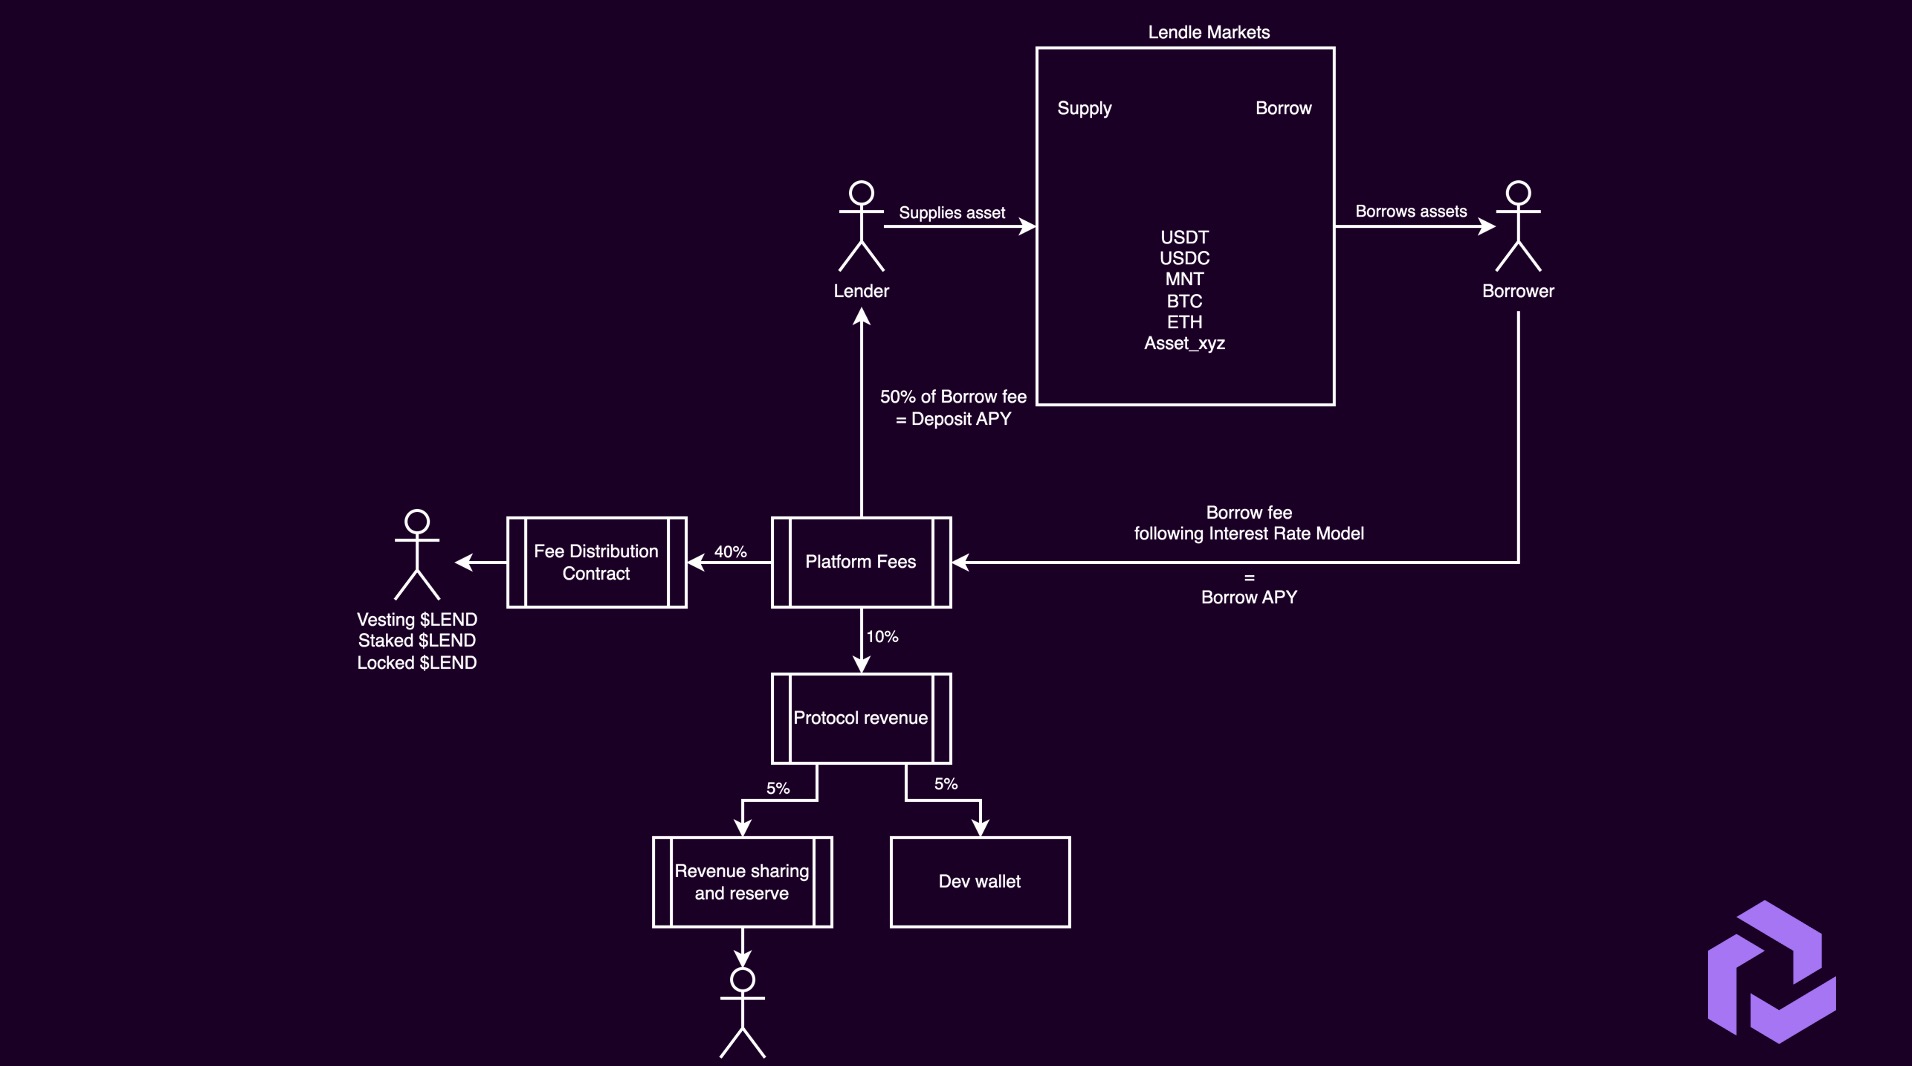 Lendle Markets
Supply
Borrow
Supplies asset
Borrows assets
USDT
USDC
MNT
BTC
ETH
Asset_xyz
Lender
Borrower
50% of Borrow fee
= Deposit APY
Borrow fee
following Interest Rate Model
=
Borrow APY
Platform Fees
40%
Fee Distribution
Contract
Vesting $LEND
Staked $LEND
Locked $LEND
10%
Protocol revenue
5%
5%
Revenue sharing
and reserve
Dev wallet